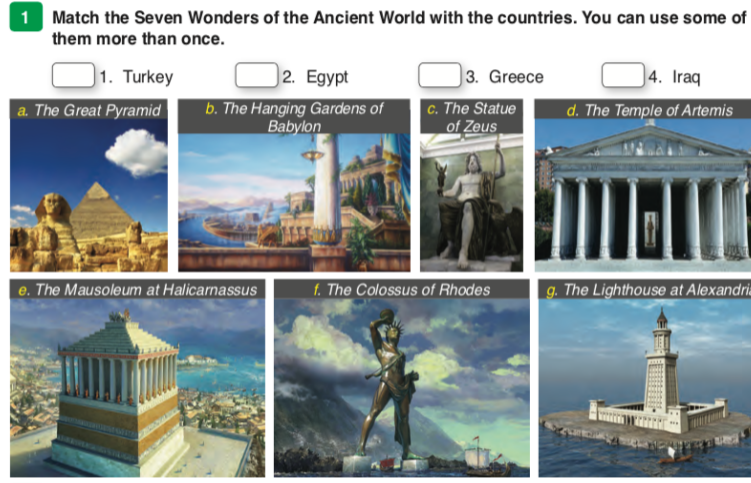 1 Match the Seven Wonders of the Ancient World with the countries. You can use some of
them more than once.
1. Turkey 2. Egypt 3. Greece 4. Iraq
a. The Great Pyramid
b. The Hanging Gardens of
Babylon
c. The Statue
of Zeus
d. The Temple of Artemis
e. The Mausoleum at Halicarnassus
f. The Colossus of Rhodes
g. The Lighthouse at Alexandri